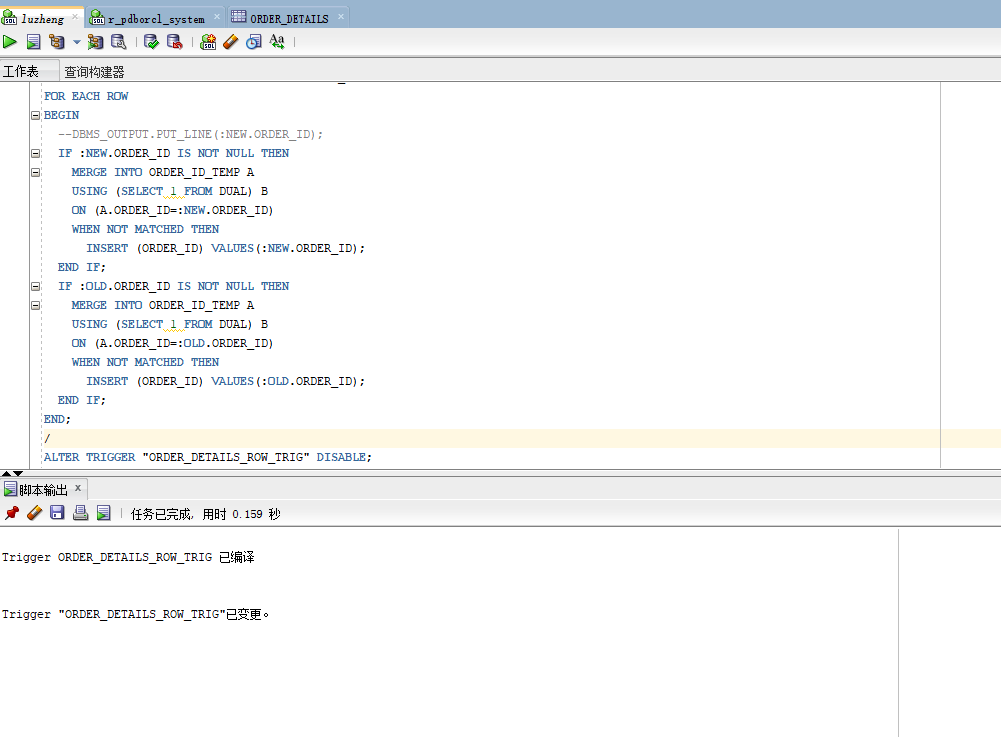 luzheng × r_pdborcl_system × ORDER_DETAILS ×
Aa
工作表 查询构建器
FOR EACH ROW
BEGIN
--DBMS_OUTPUT.PUT_LINE(:NEW.ORDER_ID);
IF :NEW.ORDER_ID IS NOT NULL THEN
MERGE INTO ORDER_ID_TEMP A
USING (SELECT 1 FROM DUAL) B
ON (A.ORDER_ID=:NEW.ORDER_ID)
WHEN NOT MATCHED THEN
INSERT (ORDER_ID) VALUES(:NEW.ORDER_ID);
END IF;
IF :OLD.ORDER_ID IS NOT NULL THEN
MERGE INTO ORDER_ID_TEMP A
USING (SELECT 1 FROM DUAL) B
ON (A.ORDER_ID=:OLD.ORDER_ID)
WHEN NOT MATCHED THEN
INSERT (ORDER_ID) VALUES(:OLD.ORDER_ID);
END IF;
END;
/
ALTER TRIGGER "ORDER_DETAILS_ROW_TRIG" DISABLE;
脚本输出 ×
任务已完成, 用时 0.159 秒
Trigger ORDER_DETAILS_ROW_TRIG 已编译
Trigger "ORDER_DETAILS_ROW_TRIG"已变更。